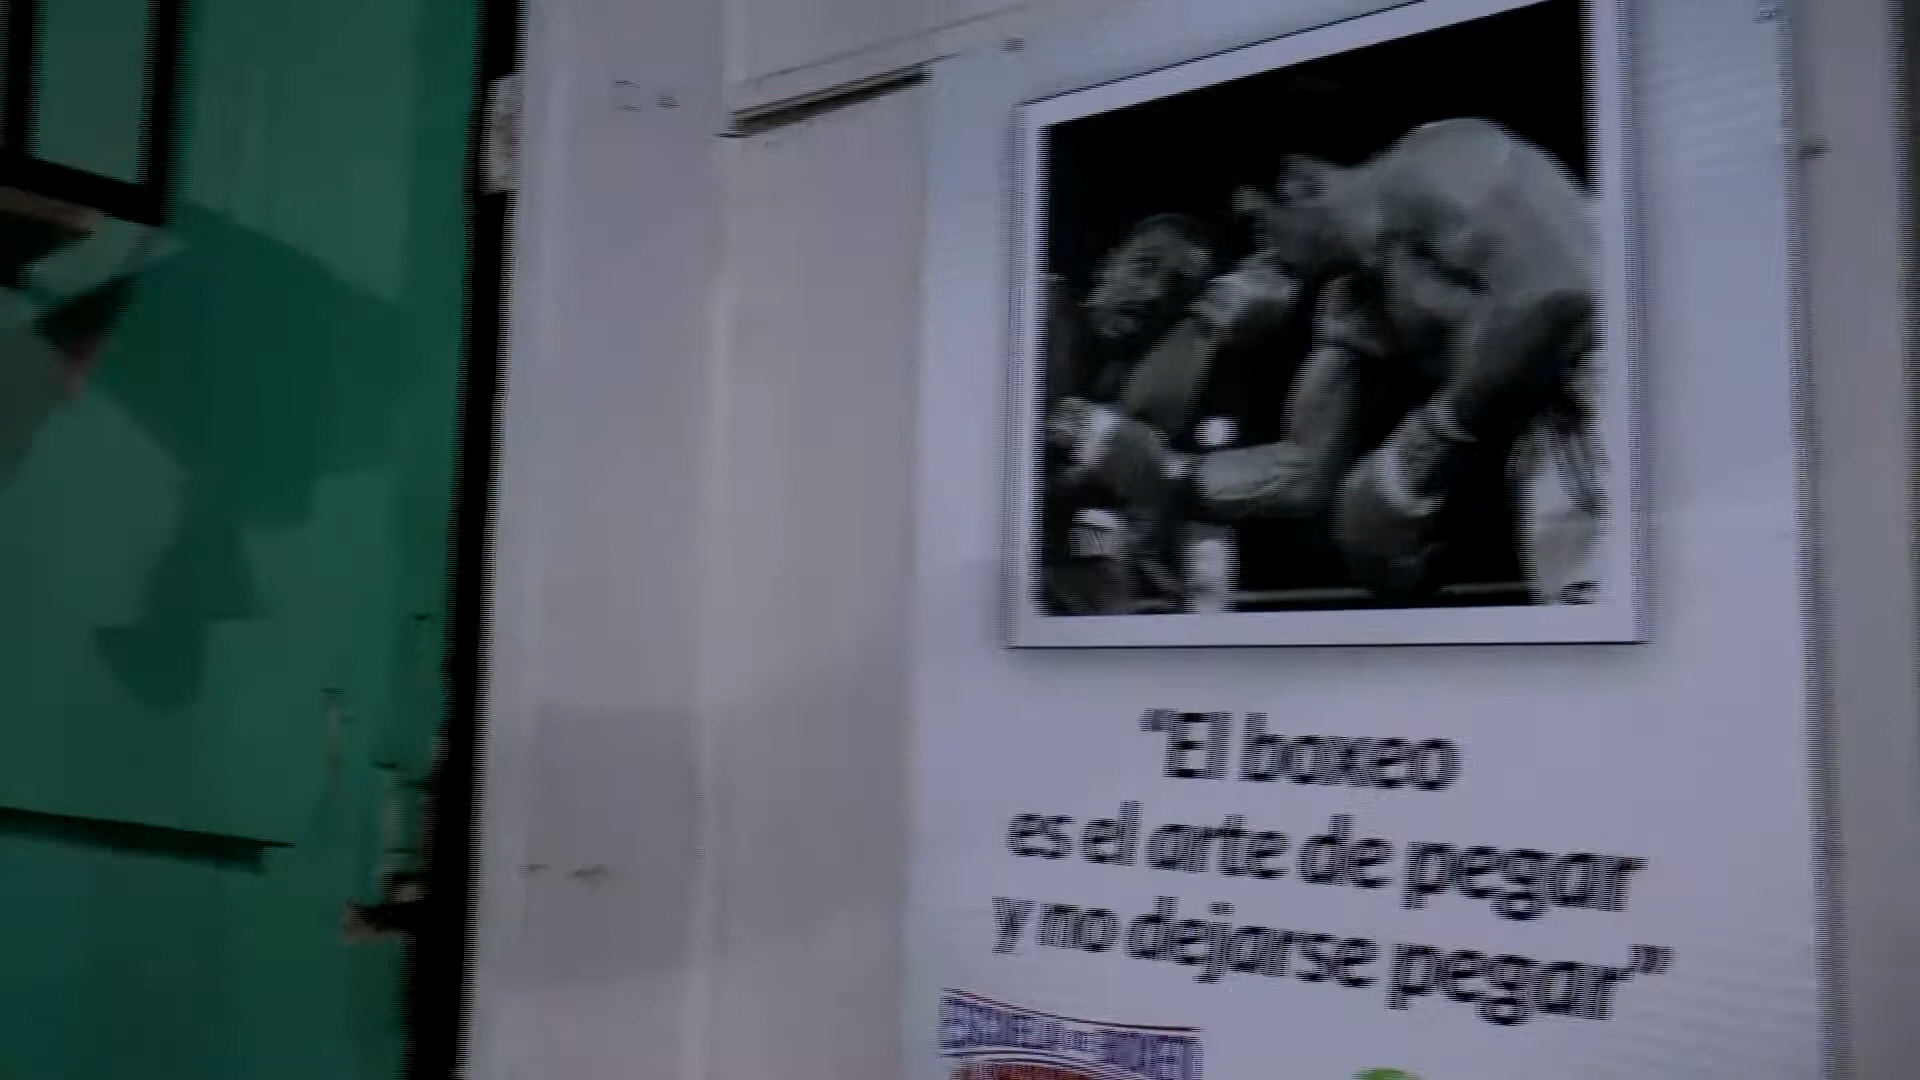 “El boxeo
es el arte de pegar
y no dejarse pegar”